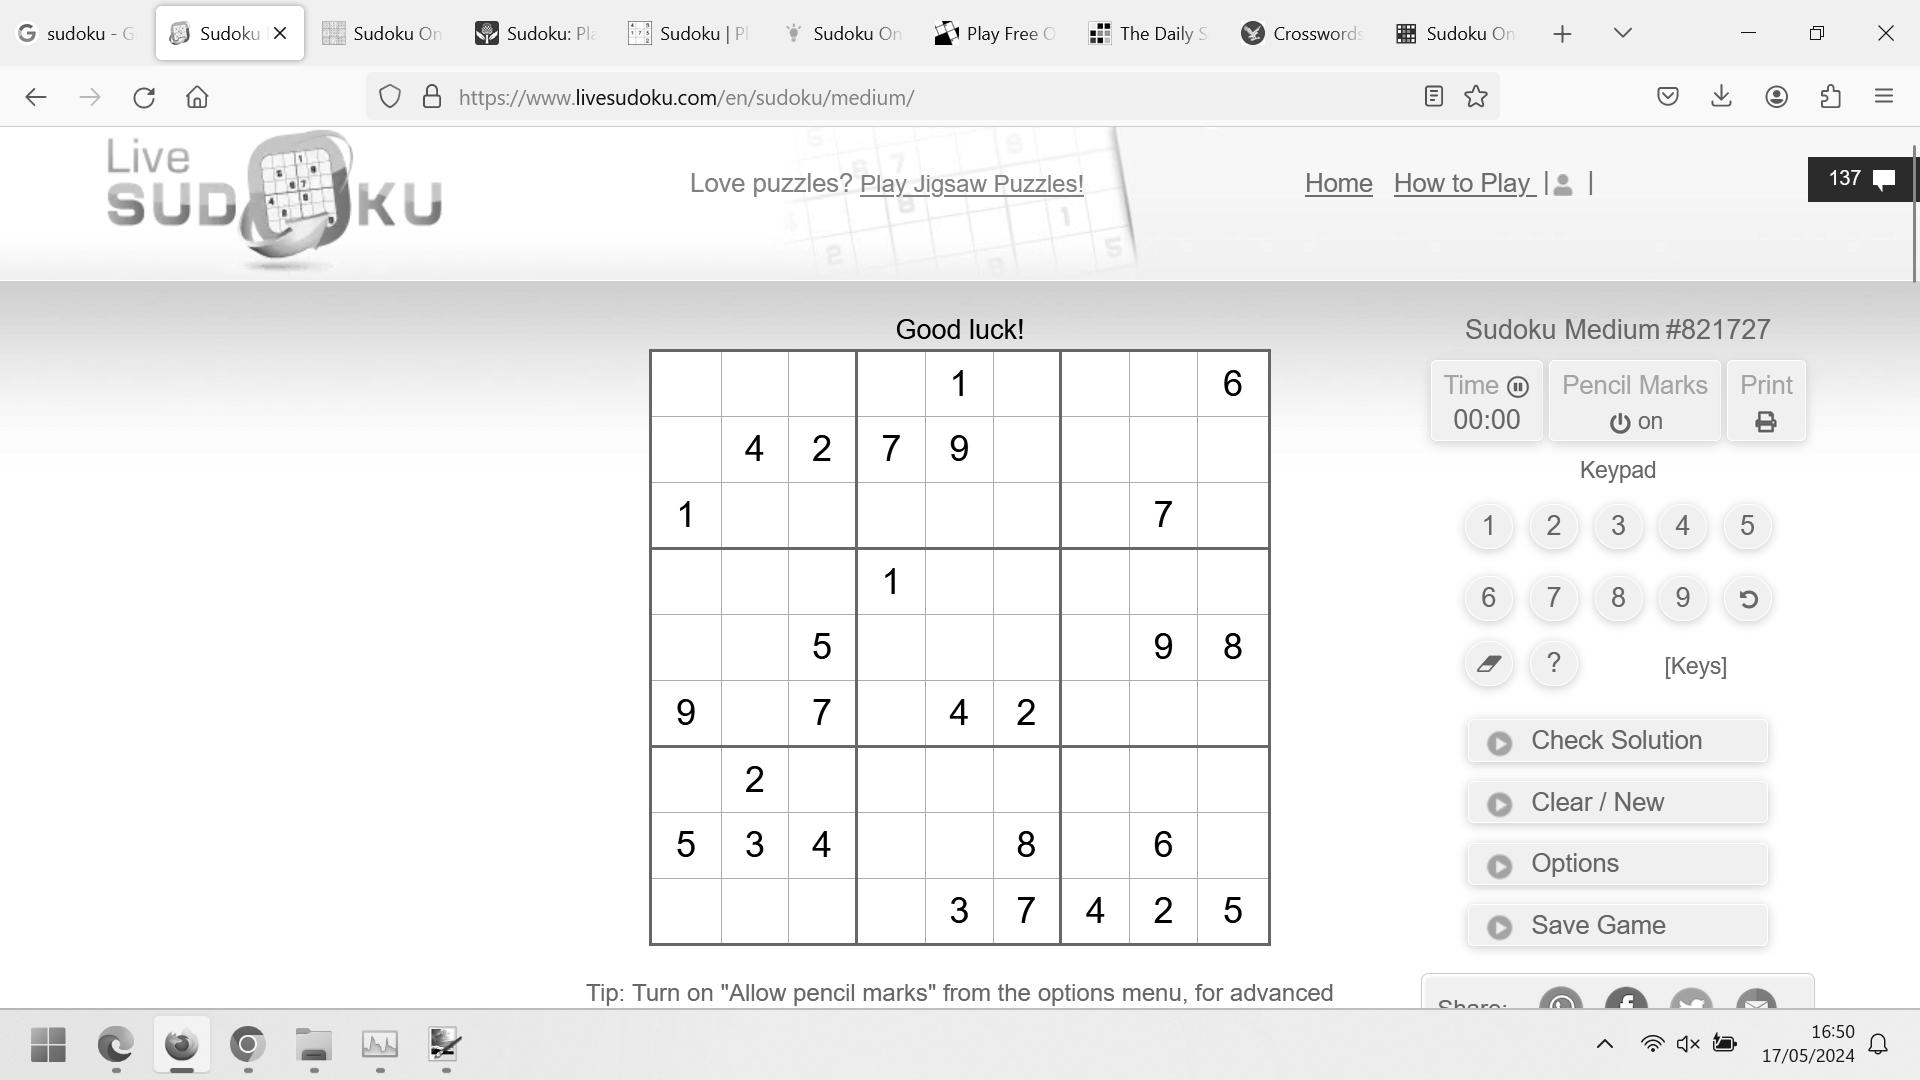 sudoku - G
Sudoku
Sudoku On
Sudoku: Pla
Sudoku | Pl
Sudoku On
Play Free O
The Daily S
Crosswords
Sudoku On
https://www.livesudoku.com/en/sudoku/medium/
Live
SUDOKU
Love puzzles? Play Jigsaw Puzzles!
Home How to Play | |
137
Good luck!
1 6
4 2 7 9
1 7
1
5 9 8
9 7 4 2
2
5 3 4 8 6
3 7 4 2 5
Tip: Turn on "Allow pencil marks" from the options menu, for advanced
Sudoku Medium #821727
Time
00:00
Pencil Marks
on
Print
Keypad
1 2 3 4 5
6 7 8 9
? [Keys]
Check Solution
Clear / New
Options
Save Game
Share:
16:50
17/05/2024